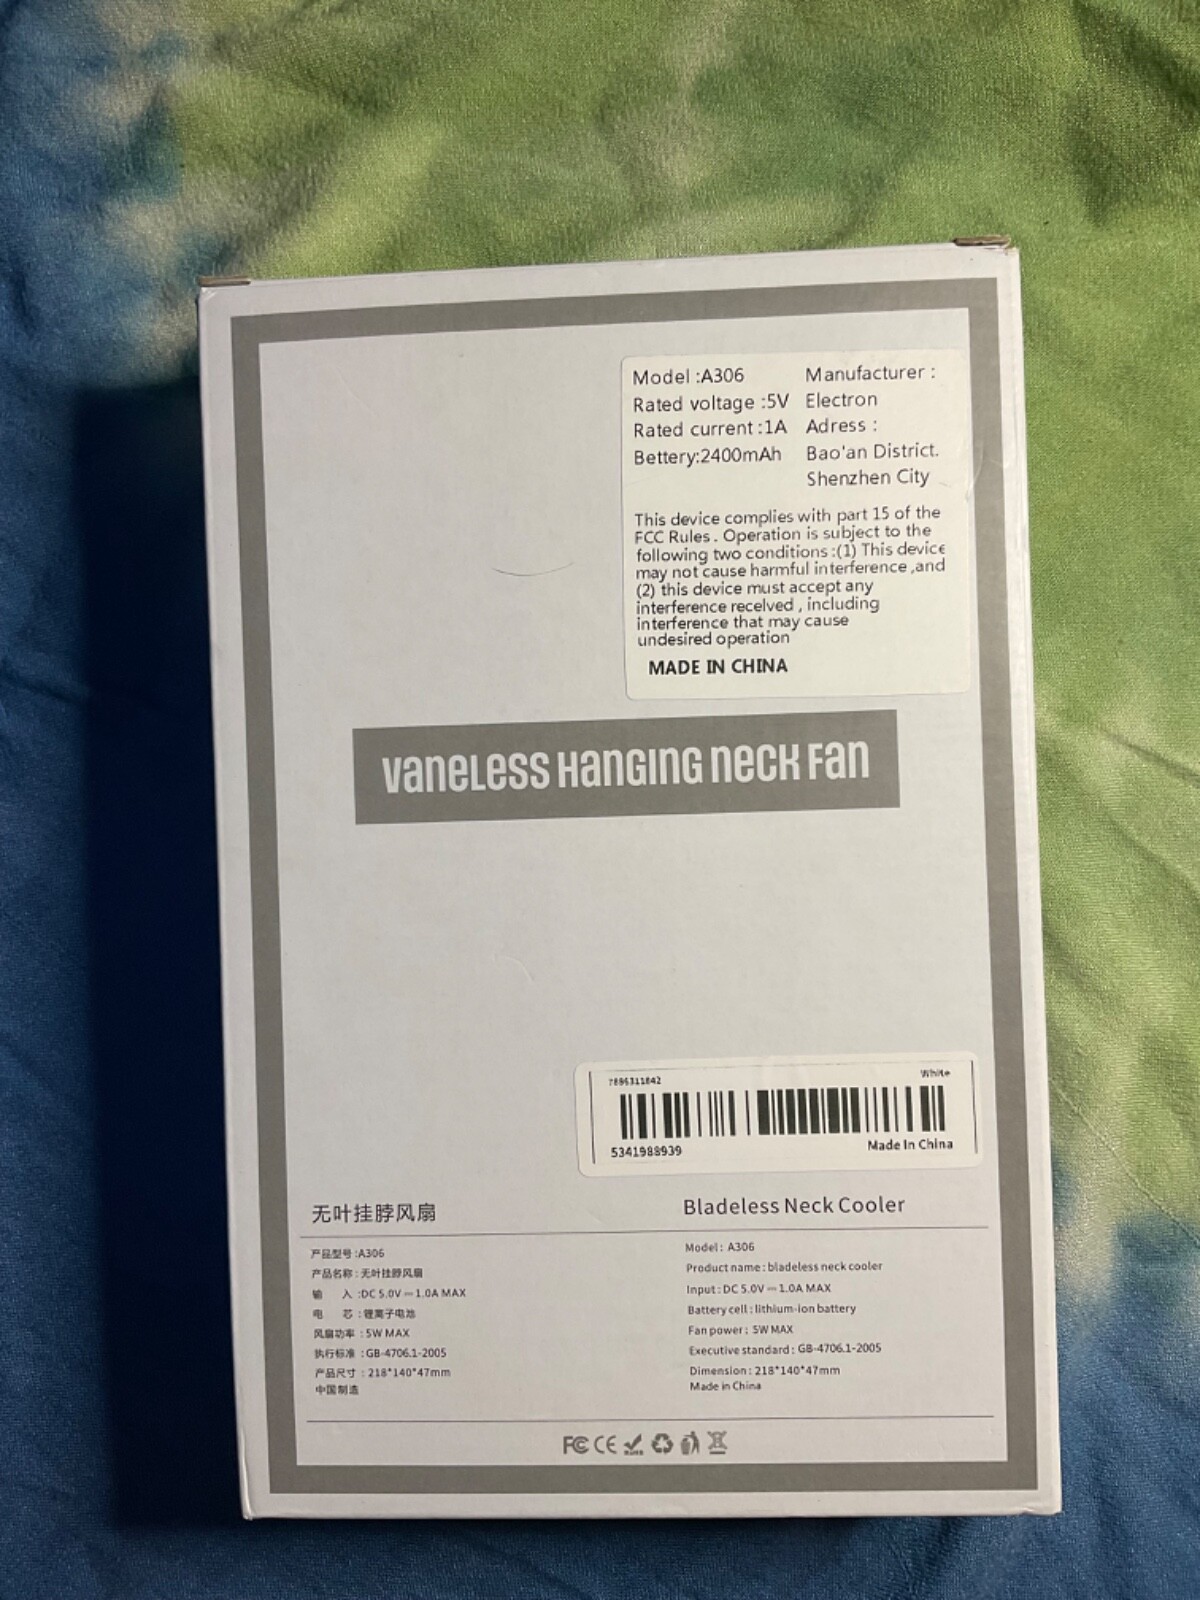 Model :A306
Rated voltage :5V
Rated current :1A
Bettery:2400mAh
Manufacturer :
Electron
Adress :
Bao'an District.
Shenzhen City
This device complies with part 15 of the
FCC Rules . Operation is subject to the
following two conditions :(1) This device
may not cause harmful interference ,and
(2) this device must accept any
interference recelved , including
interference that may cause
undesired operation
MADE IN CHINA
vaneless Hanging neck Fan
7896311842
White
5341988939
Made In China
无叶挂脖风扇
产品型号 :A306
产品名称 : 无叶挂脖风扇
输 入 :DC 5.0V⎓1.0A MAX
电 芯 : 锂离子电池
风扇功率 : 5W MAX
执行标准 : GB-4706.1-2005
产品尺寸 : 218*140*47mm
中国制造
Bladeless Neck Cooler
Model : A306
Product name : bladeless neck cooler
Input : DC 5.0V⎓1.0A MAX
Battery cell : lithium-ion battery
Fan power : 5W MAX
Executive standard : GB-4706.1-2005
Dimension : 218*140*47mm
Made in China
FC CE